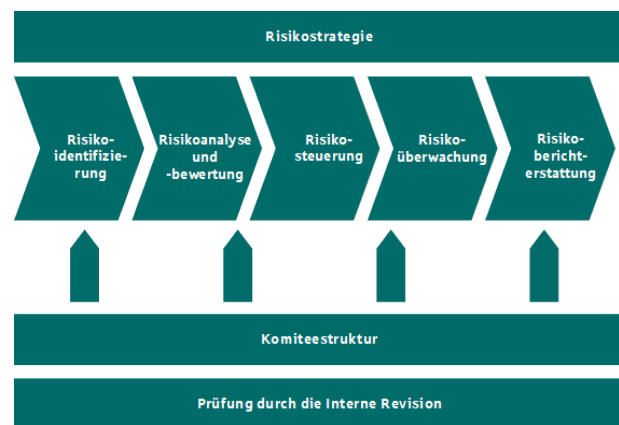 Risikostrategie
Risiko-
identifizie-
rung
Risikoanalyse
und
-bewertung
Risiko-
steuerung
Risiko-
überwachung
Risiko-
bericht-
erstattung
Komiteestruktur
Prüfung durch die Interne Revision